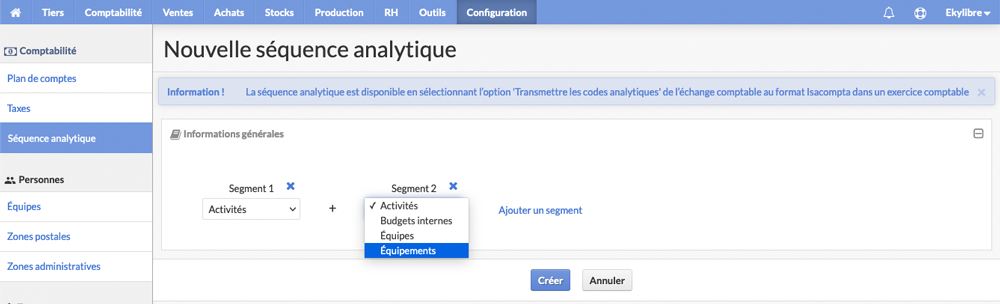 Tiers Comptabilité Ventes Achats Stocks Production RH Outils Configuration Ekylibre
Comptabilité
Plan de comptes
Taxes
Séquence analytique
Personnes
Équipes
Zones postales
Zones administratives
Nouvelle séquence analytique
Information ! La séquence analytique est disponible en sélectionnant l'option 'Transmettre les codes analytiques' de l'échange comptable au format Isacompta dans un exercice comptable
Informations générales
Segment 1 Segment 2
Activités + ✓ Activités
Budgets internes
Équipes
Équipements
Ajouter un segment
Créer Annuler